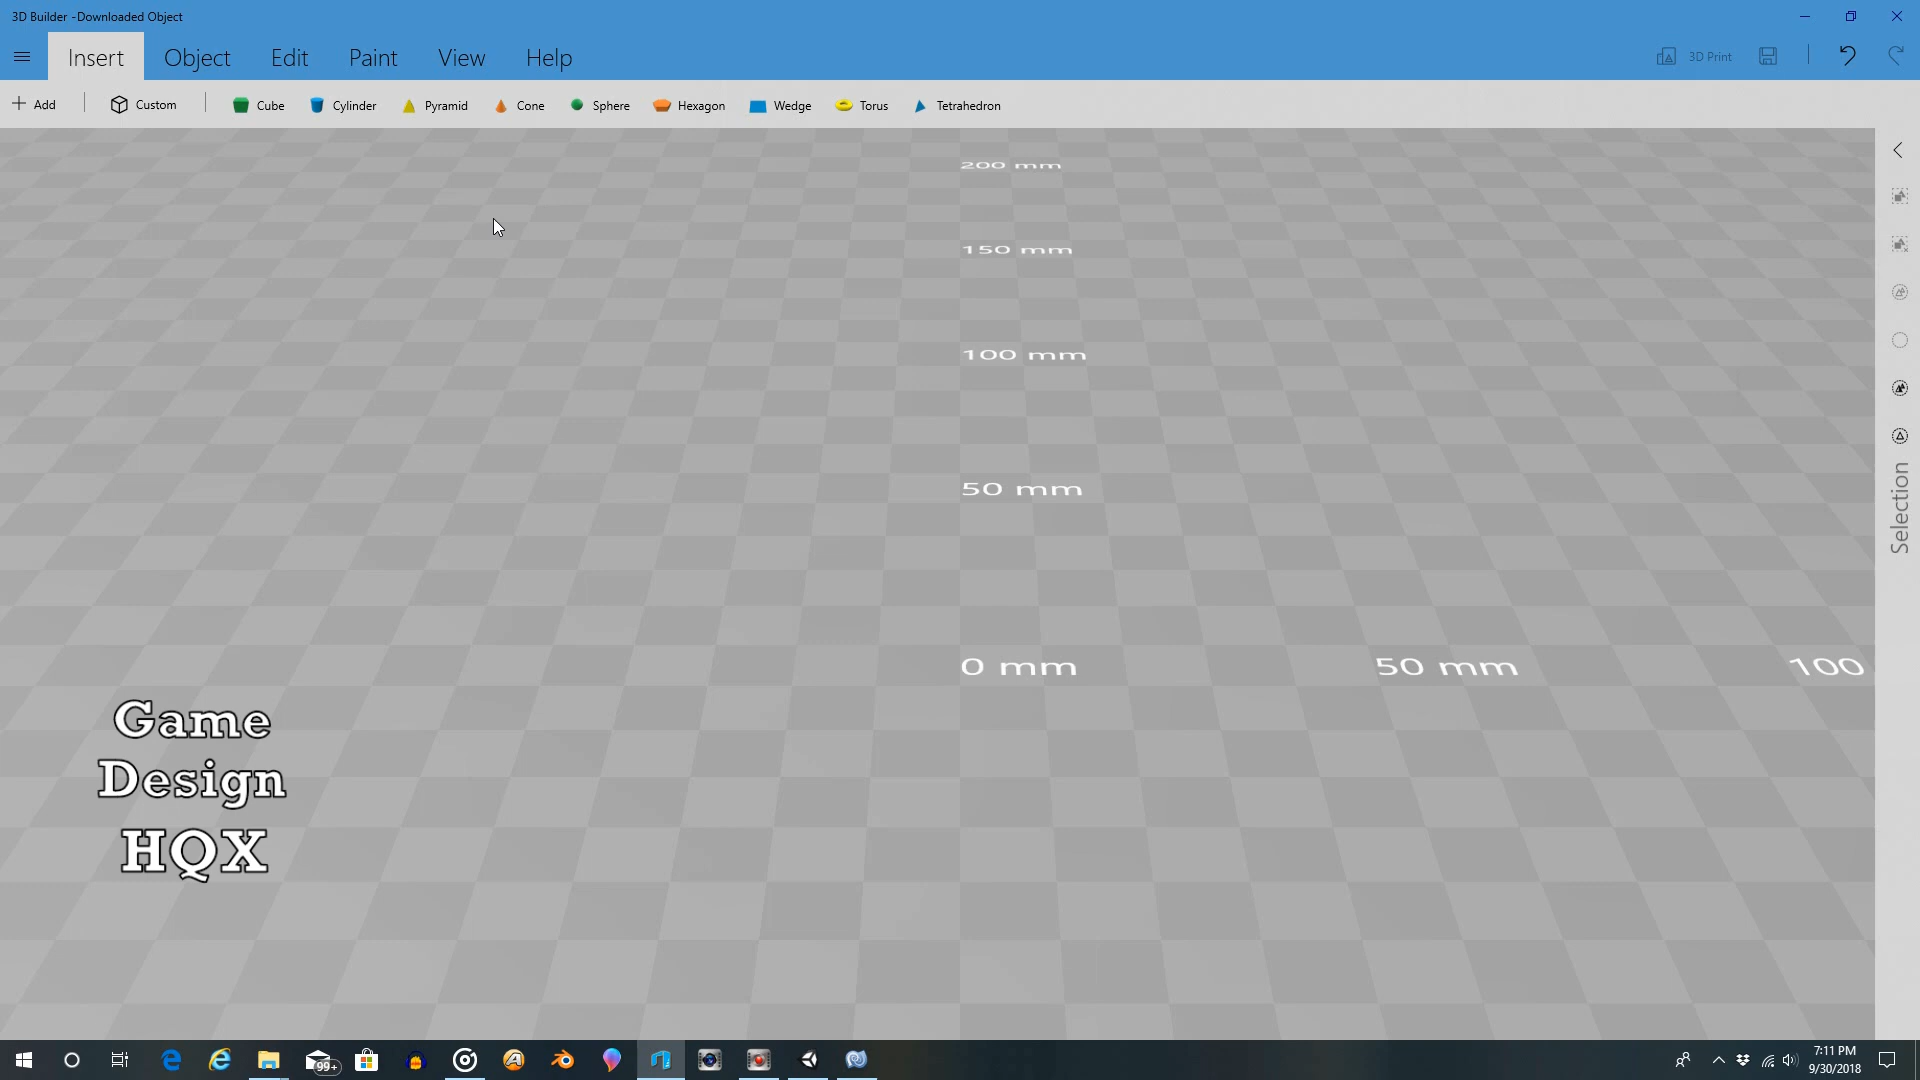 3D Builder -Downloaded Object
Insert Object Edit Paint View Help 3D Print
Add Custom Cube Cylinder Pyramid Cone Sphere Hexagon Wedge Torus Tetrahedron
200 mm
150 mm
100 mm
50 mm
0 mm 50 mm 100
Selection
Game
Design
HQX
99+
7:11 PM
9/30/2018